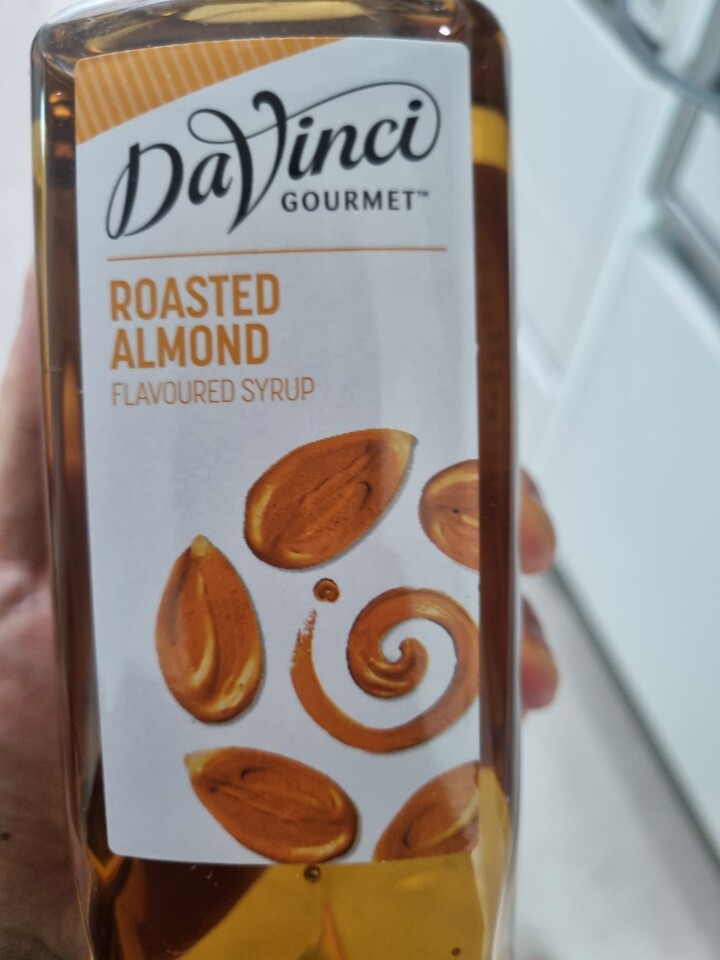 DaVinci
GOURMET™
ROASTED
ALMOND
FLAVOURED SYRUP